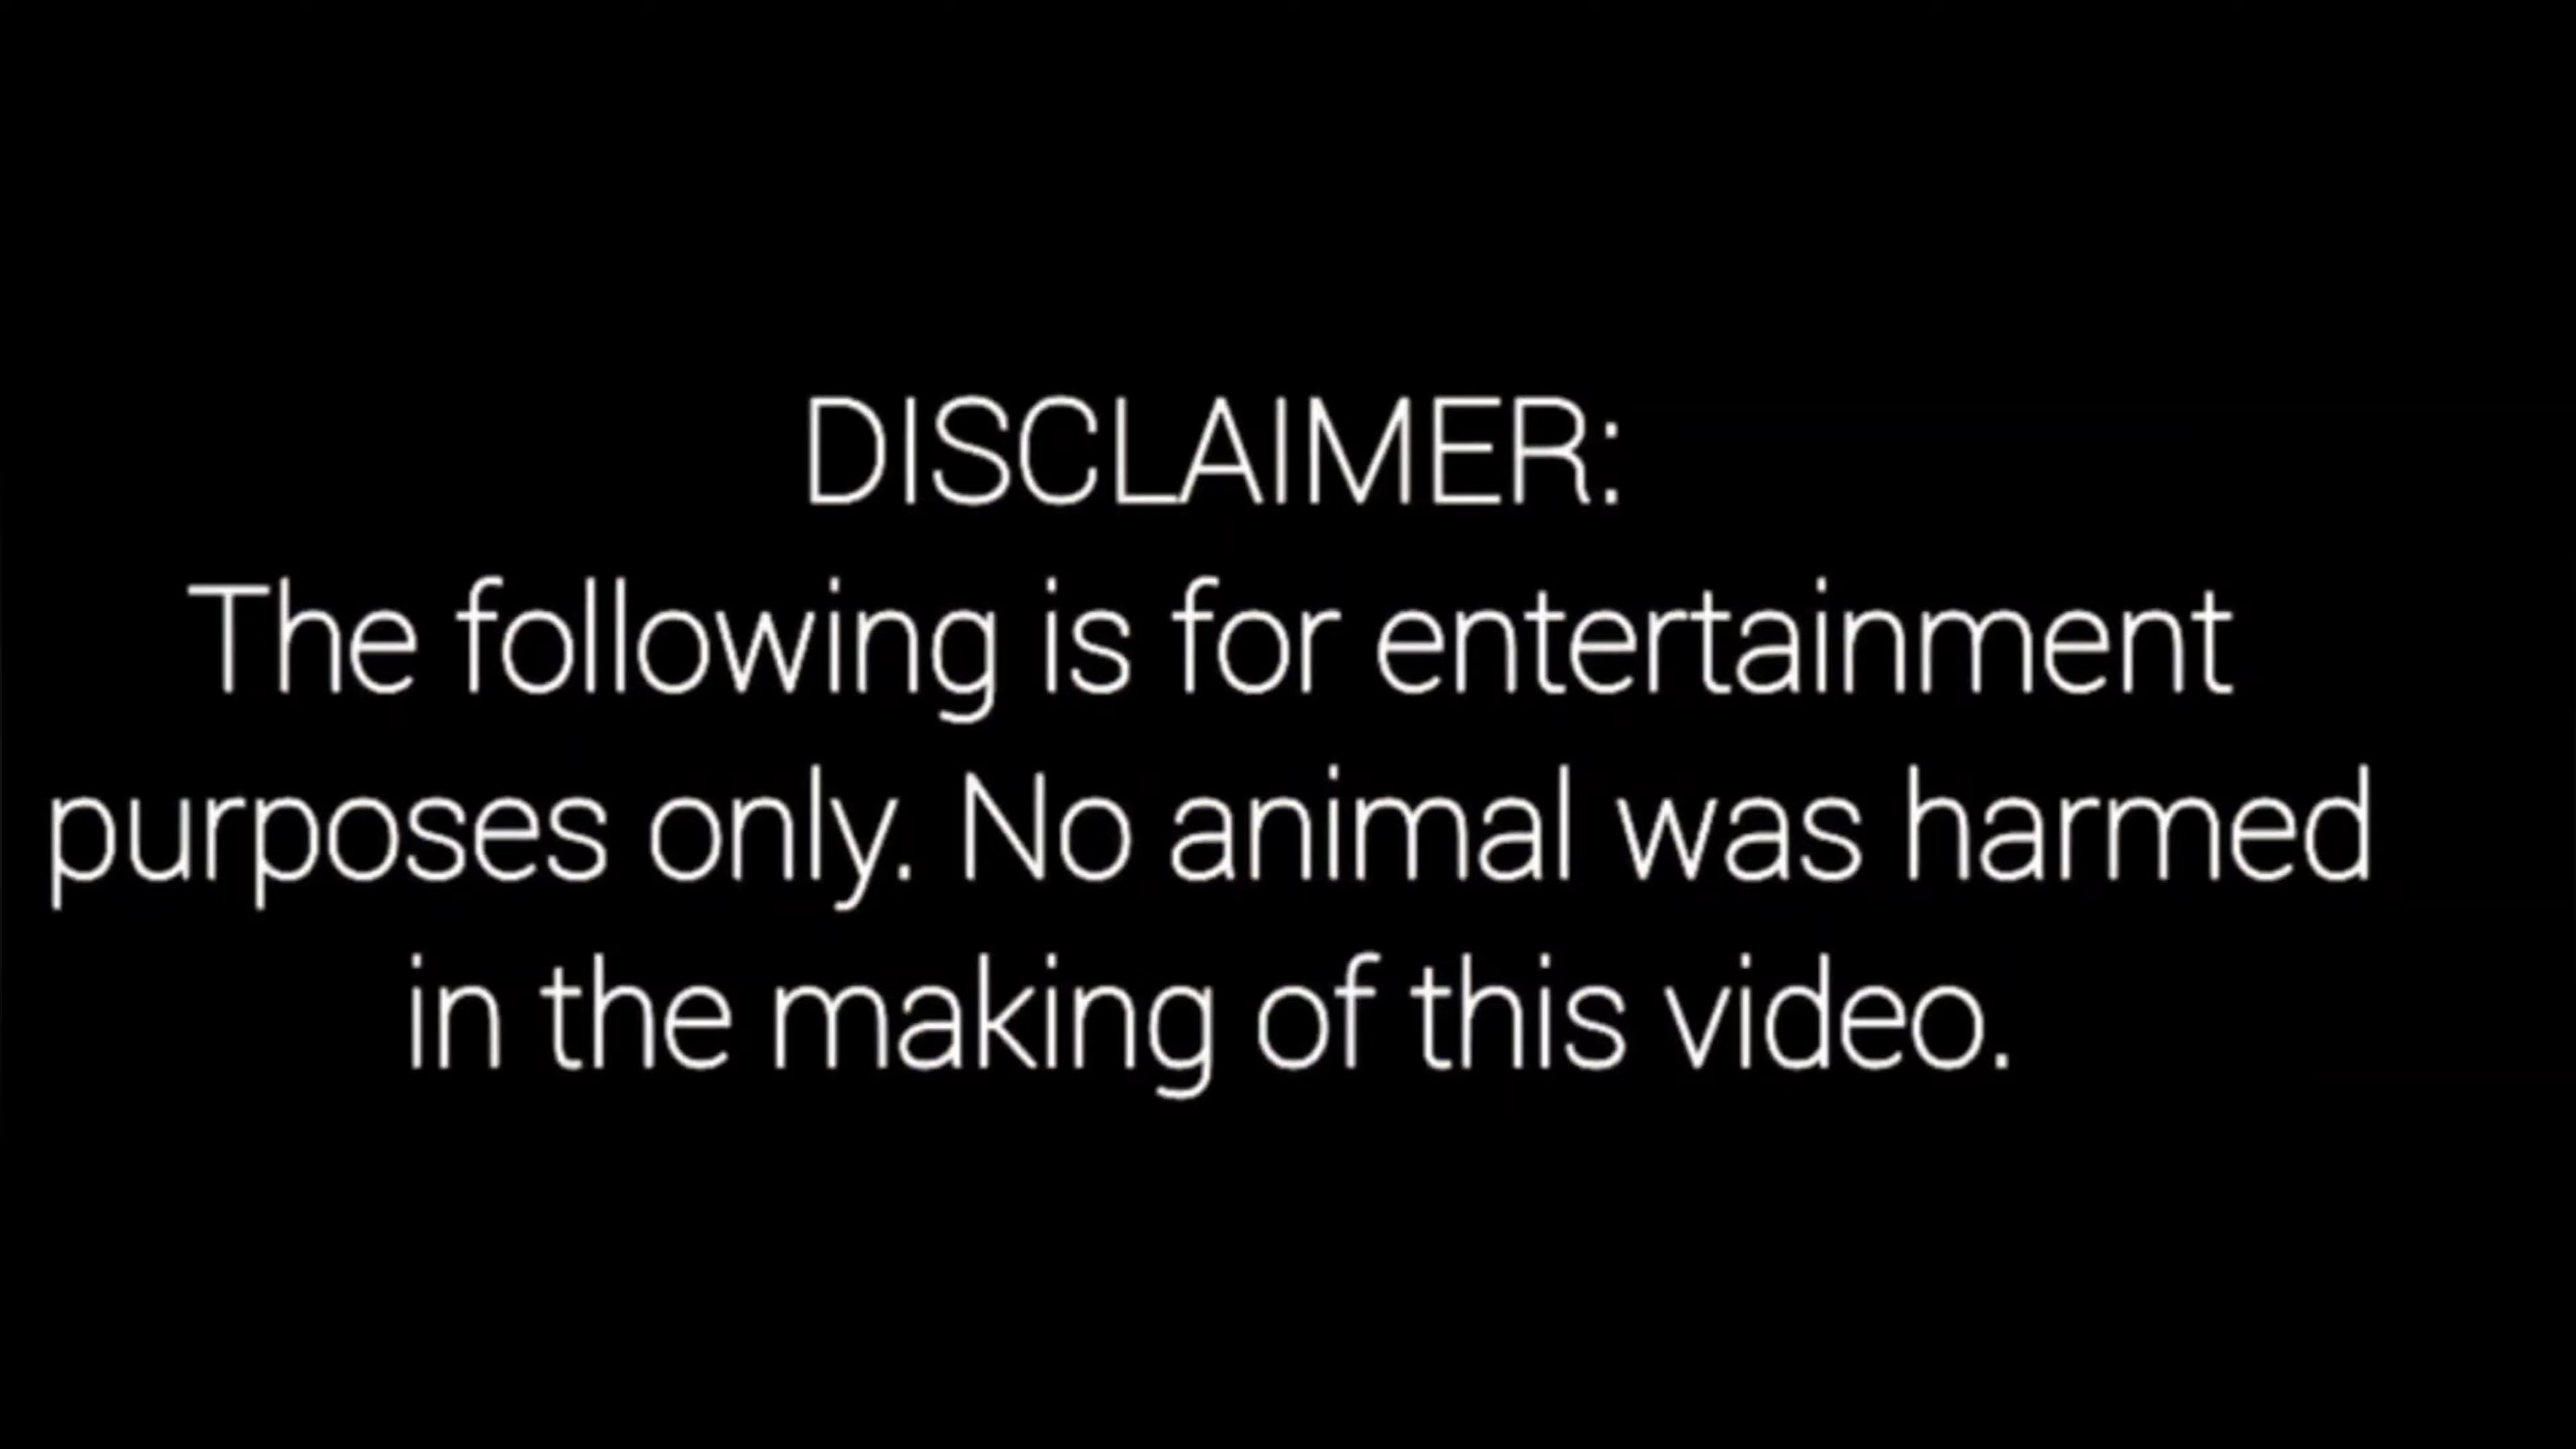 DISCLAIMER:
The following is for entertainment
purposes only. No animal was harmed
in the making of this video.